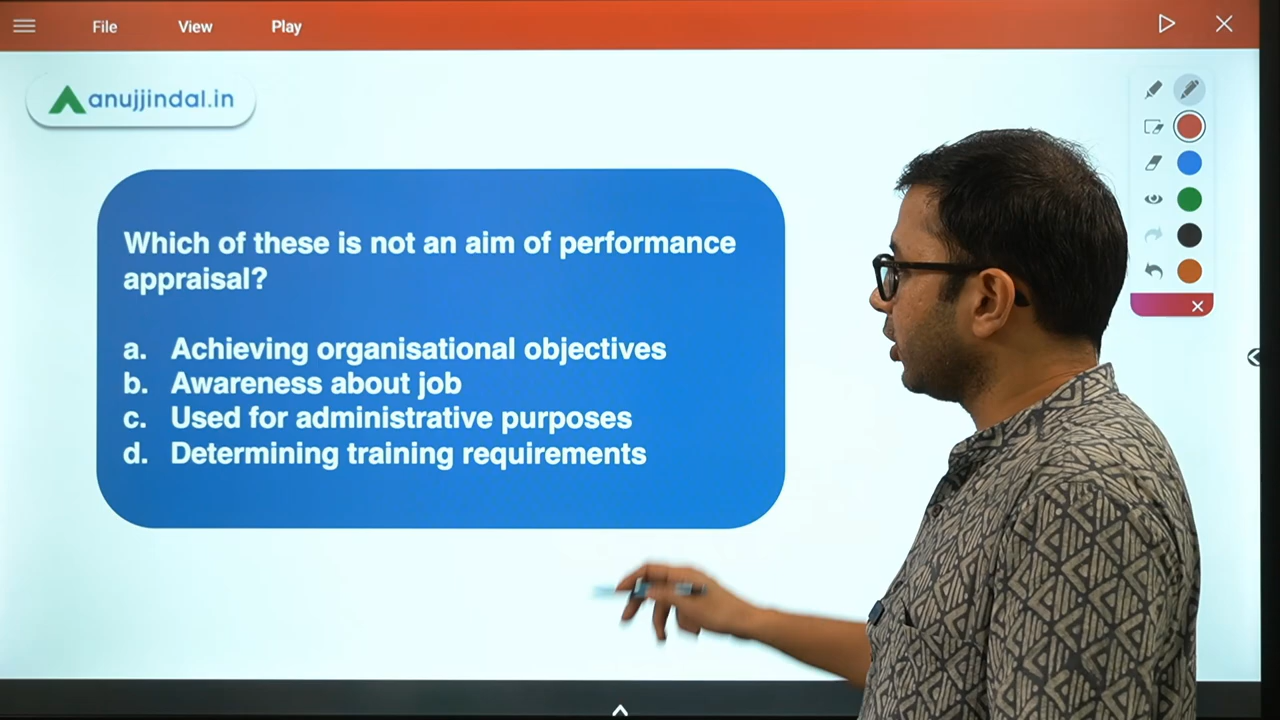 File View Play
anujjindal.in
Which of these is not an aim of performance
appraisal?
a. Achieving organisational objectives
b. Awareness about job
c. Used for administrative purposes
d. Determining training requirements